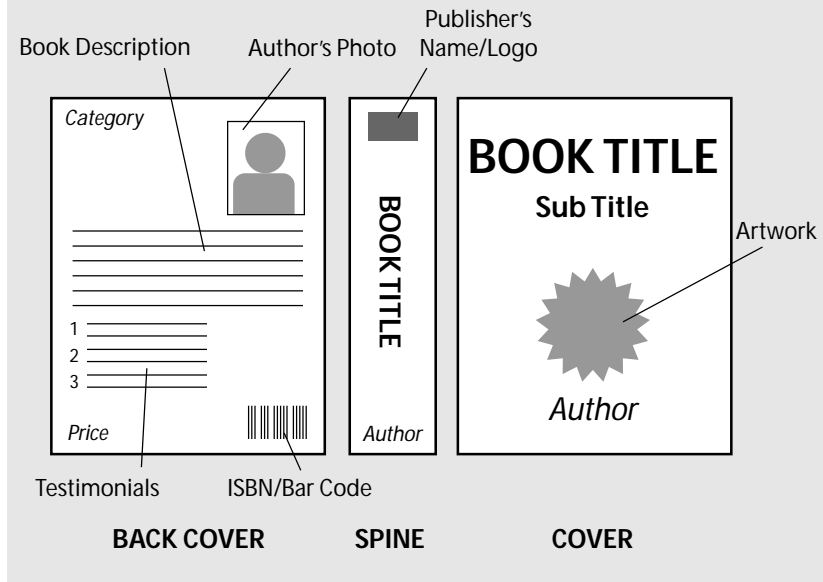 Publisher's
Name/Logo
Book Description
Author's Photo
Category
1
2
3
Price
BOOK TITLE
Author
BOOK TITLE
Sub Title
Author
Artwork
Testimonials
ISBN/Bar Code
BACK COVER
SPINE
COVER